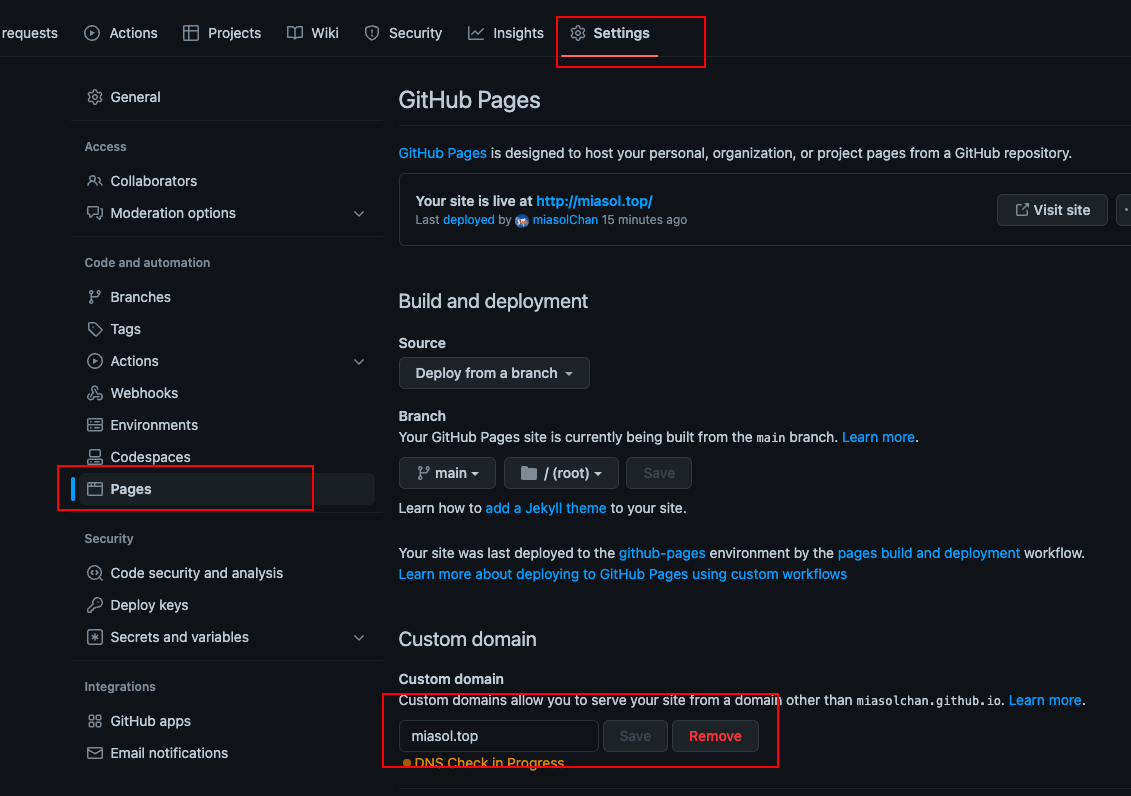 requests Actions Projects Wiki Security Insights Settings
General
Access
Collaborators
Moderation options
Code and automation
Branches
Tags
Actions
Webhooks
Environments
Codespaces
Pages
Security
Code security and analysis
Deploy keys
Secrets and variables
Integrations
GitHub apps
Email notifications
GitHub Pages
GitHub Pages is designed to host your personal, organization, or project pages from a GitHub repository.
Your site is live at http://miasol.top/
Last deployed by miasolChan 15 minutes ago
Visit site
Build and deployment
Source
Deploy from a branch
Branch
Your GitHub Pages site is currently being built from the main branch. Learn more.
main / (root) Save
Learn how to add a Jekyll theme to your site.
Your site was last deployed to the github-pages environment by the pages build and deployment workflow.
Learn more about deploying to GitHub Pages using custom workflows
Custom domain
Custom domain
Custom domains allow you to serve your site from a domain other than miasolchan.github.io. Learn more.
miasol.top Save Remove
DNS Check in Progress